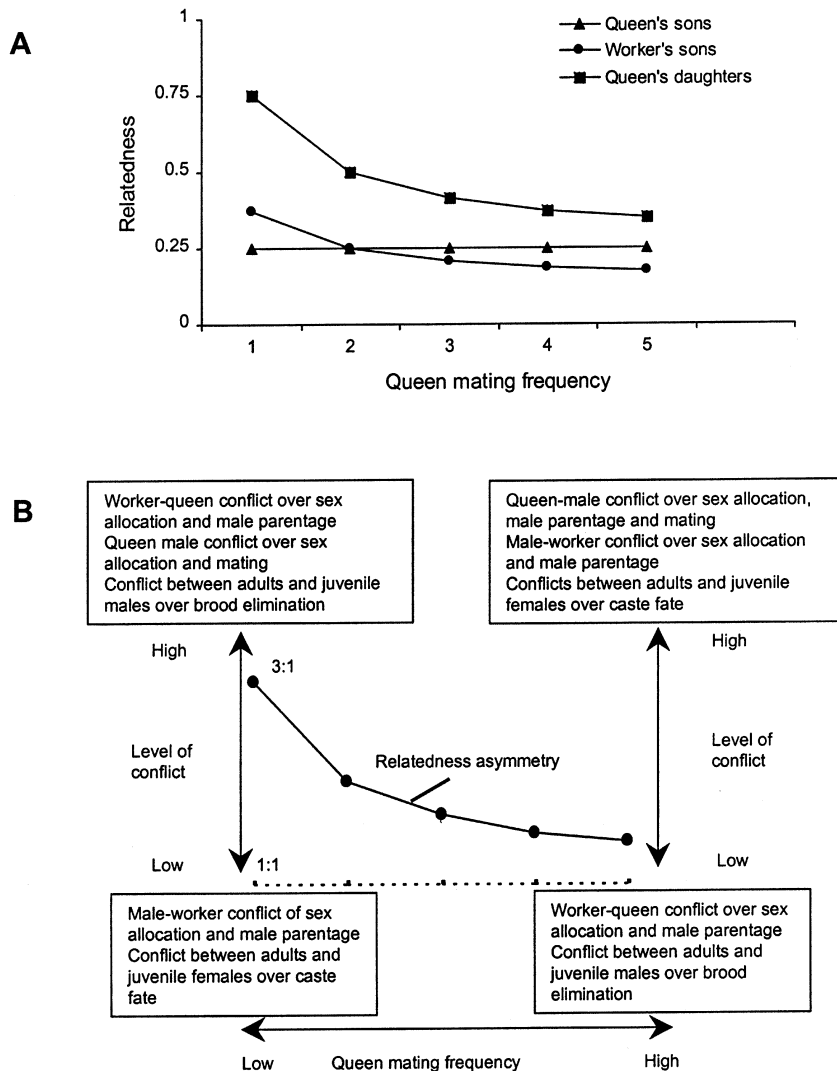 A
1
0.75
0.5
0.25
0
Relatedness
Queen's sons
Worker's sons
Queen's daughters
1 2 3 4 5
Queen mating frequency
B
Worker-queen conflict over sex
allocation and male parentage
Queen male conflict over sex
allocation and mating
Conflict between adults and juvenile
males over brood elimination
Queen-male conflict over sex allocation,
male parentage and mating
Male-worker conflict over sex allocation
and male parentage
Conflicts between adults and juvenile
females over caste fate
High
3:1
Level of
conflict
Relatedness asymmetry
Low
1:1
High
Level of
conflict
Low
Male-worker conflict of sex
allocation and male parentage
Conflict between adults and
juvenile females over caste
fate
Worker-queen conflict over sex
allocation and male parentage
Conflict between adults and
juvenile males over brood
elimination
Low Queen mating frequency High